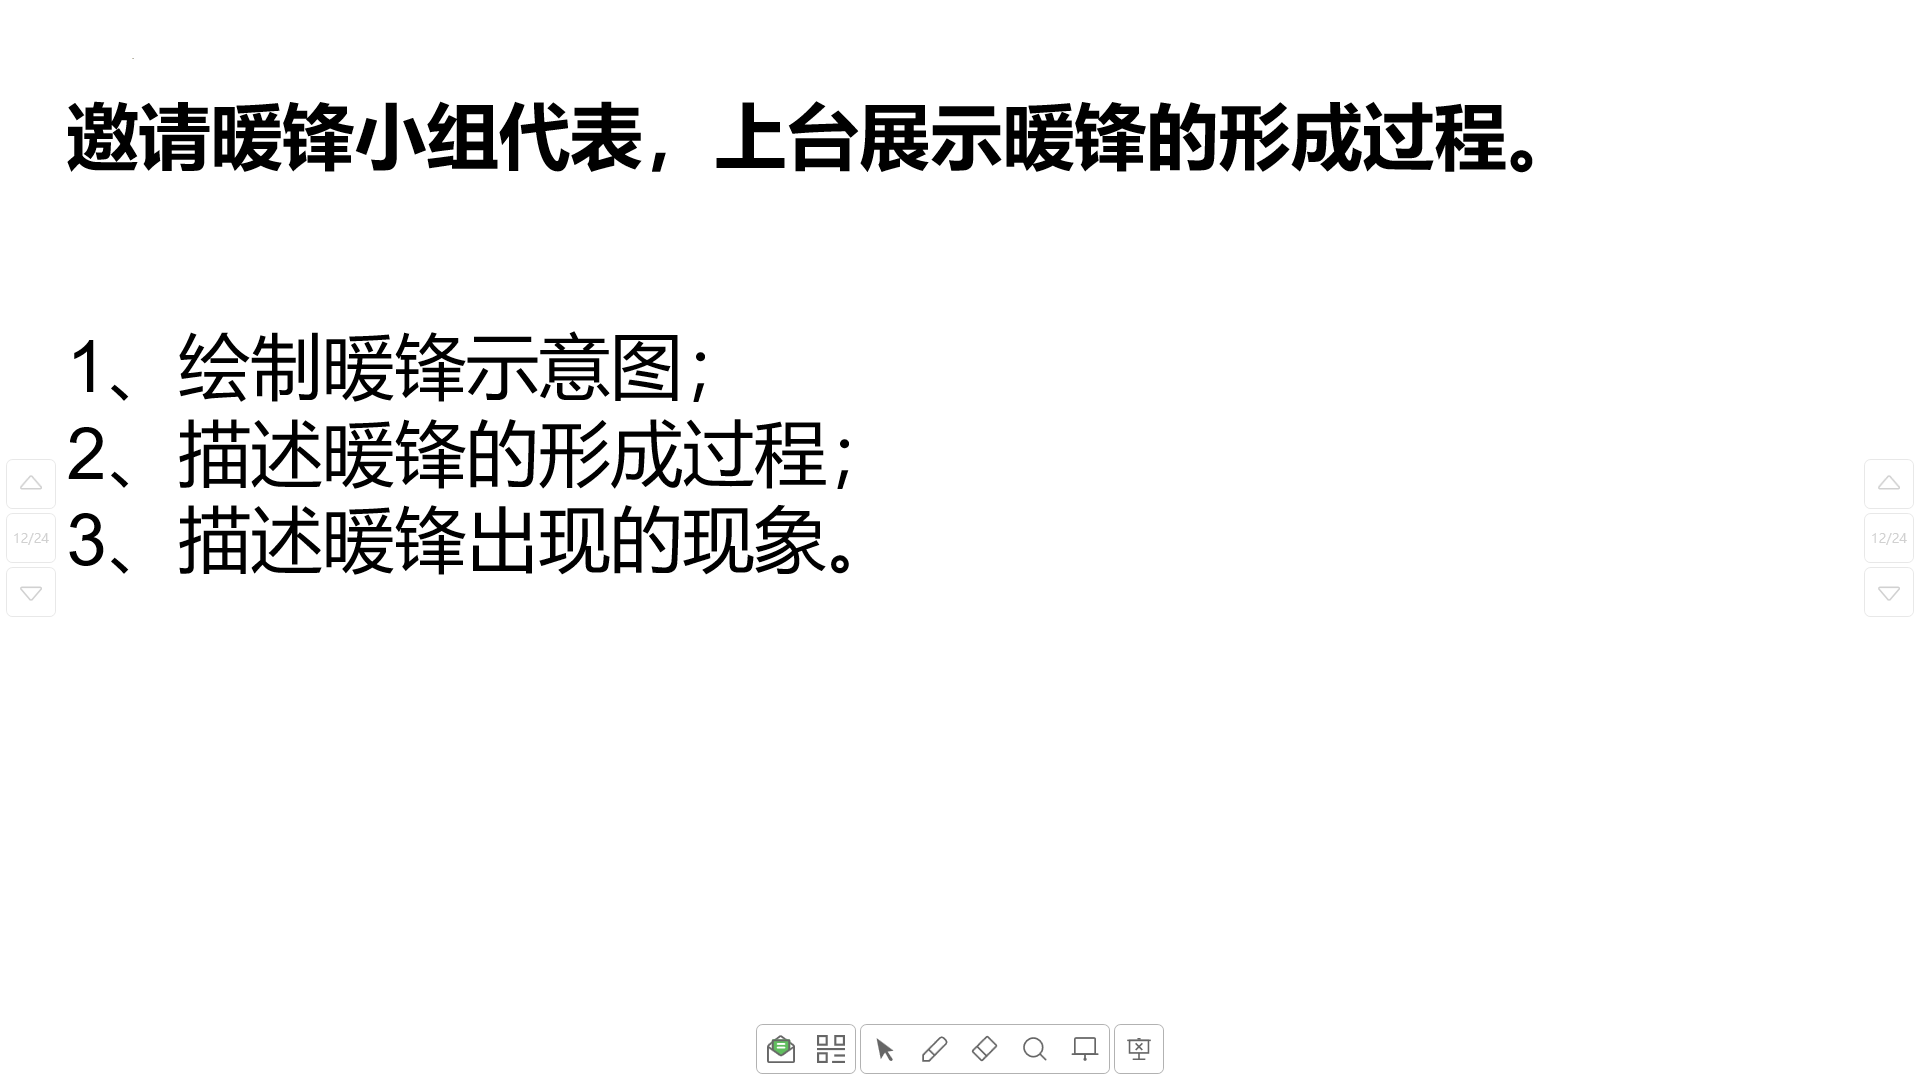 邀请暖锋小组代表，上台展示暖锋的形成过程。
1、绘制暖锋示意图；
2、描述暖锋的形成过程；
3、描述暖锋出现的现象。
12/24
12/24